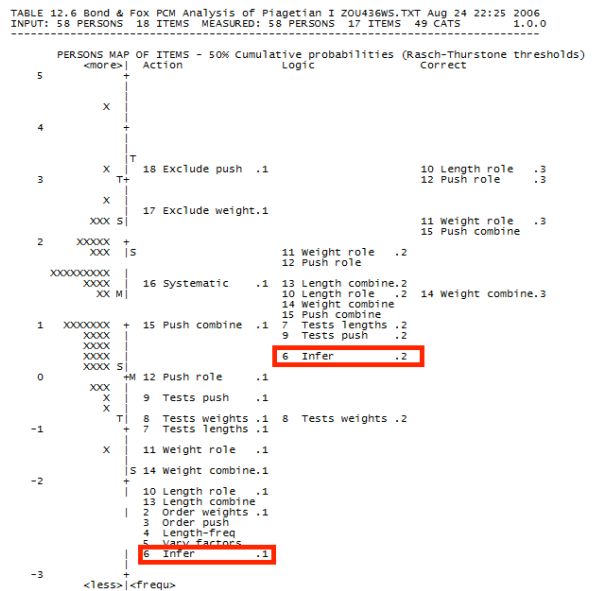 TABLE 12.6 Bond & Fox PCM Analysis of Piagetian I ZOU436WS.TXT Aug 24 22:25 2006
INPUT: 58 PERSONS  18 ITEMS  MEASURED: 58 PERSONS  17 ITEMS  49 CATS  1.0.0
--------------------------------------------------------------------------------
PERSONS MAP OF ITEMS - 50% Cumulative probabilities (Rasch-Thurstone thresholds)
<more>| Action Logic Correct
5 +
|
|
X |
|
4 +
|
|
|T
X | 18 Exclude push .1 10 Length role .3
3 T+ 12 Push role .3
|
X |
| 17 Exclude weight.1
XXX S| 11 Weight role .3
15 Push combine
2 XXXXX +
XXX |S 11 Weight role .2
12 Push role
XXXXXXXXX |
XXXX | 16 Systematic .1 13 Length combine.2
XX M| 10 Length role .2 14 Weight combine.3
14 Weight combine
15 Push combine
1 XXXXXXX + 15 Push combine .1 7 Tests lengths .2
XXXX | 9 Tests push .2
XXXX |
XXXX | 6 Infer .2
XXXX S|
0 +M 12 Push role .1
XXX |
X | 9 Tests push .1
X |
T| 8 Tests weights .1 8 Tests weights .2
-1 + 7 Tests lengths .1
|
X | 11 Weight role .1
|
|S 14 Weight combine.1
-2 +
| 10 Length role .1
13 Length combine
| 2 Order weights .1
3 Order push
4 Length-freq
5 Vary factors
| 6 Infer .1
|
-3 +
<less>|<frequ>